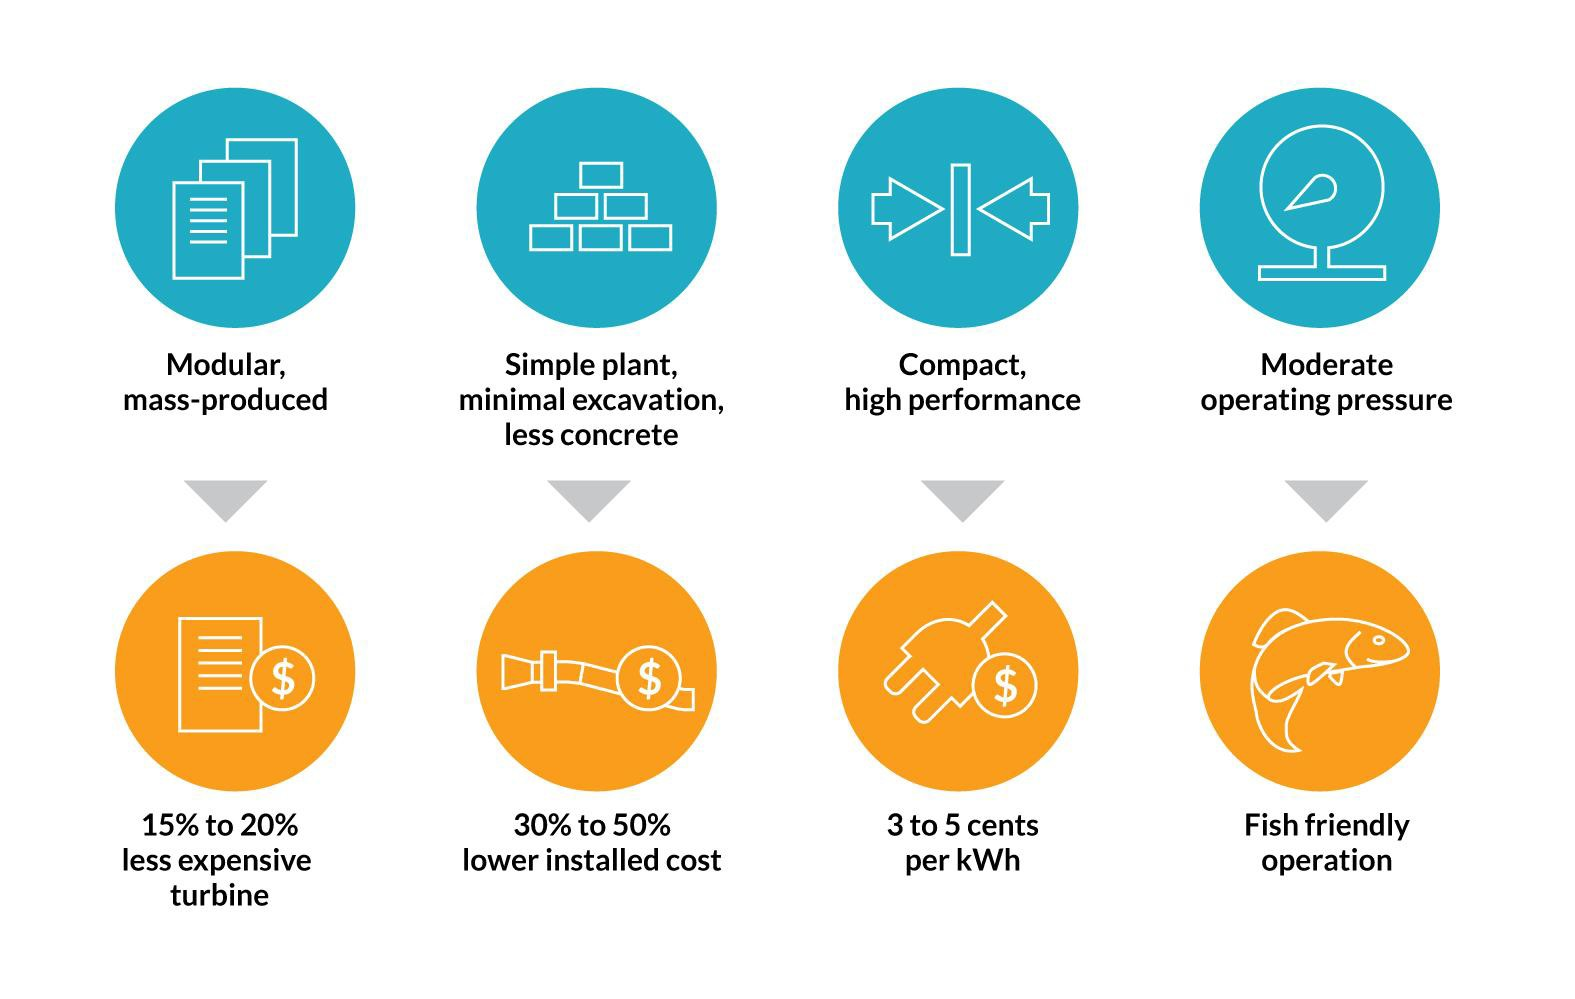 Modular,
mass-produced
Simple plant,
minimal excavation,
less concrete
Compact,
high performance
Moderate
operating pressure
$
$
$
15% to 20%
less expensive
turbine
30% to 50%
lower installed cost
3 to 5 cents
per kWh
Fish friendly
operation